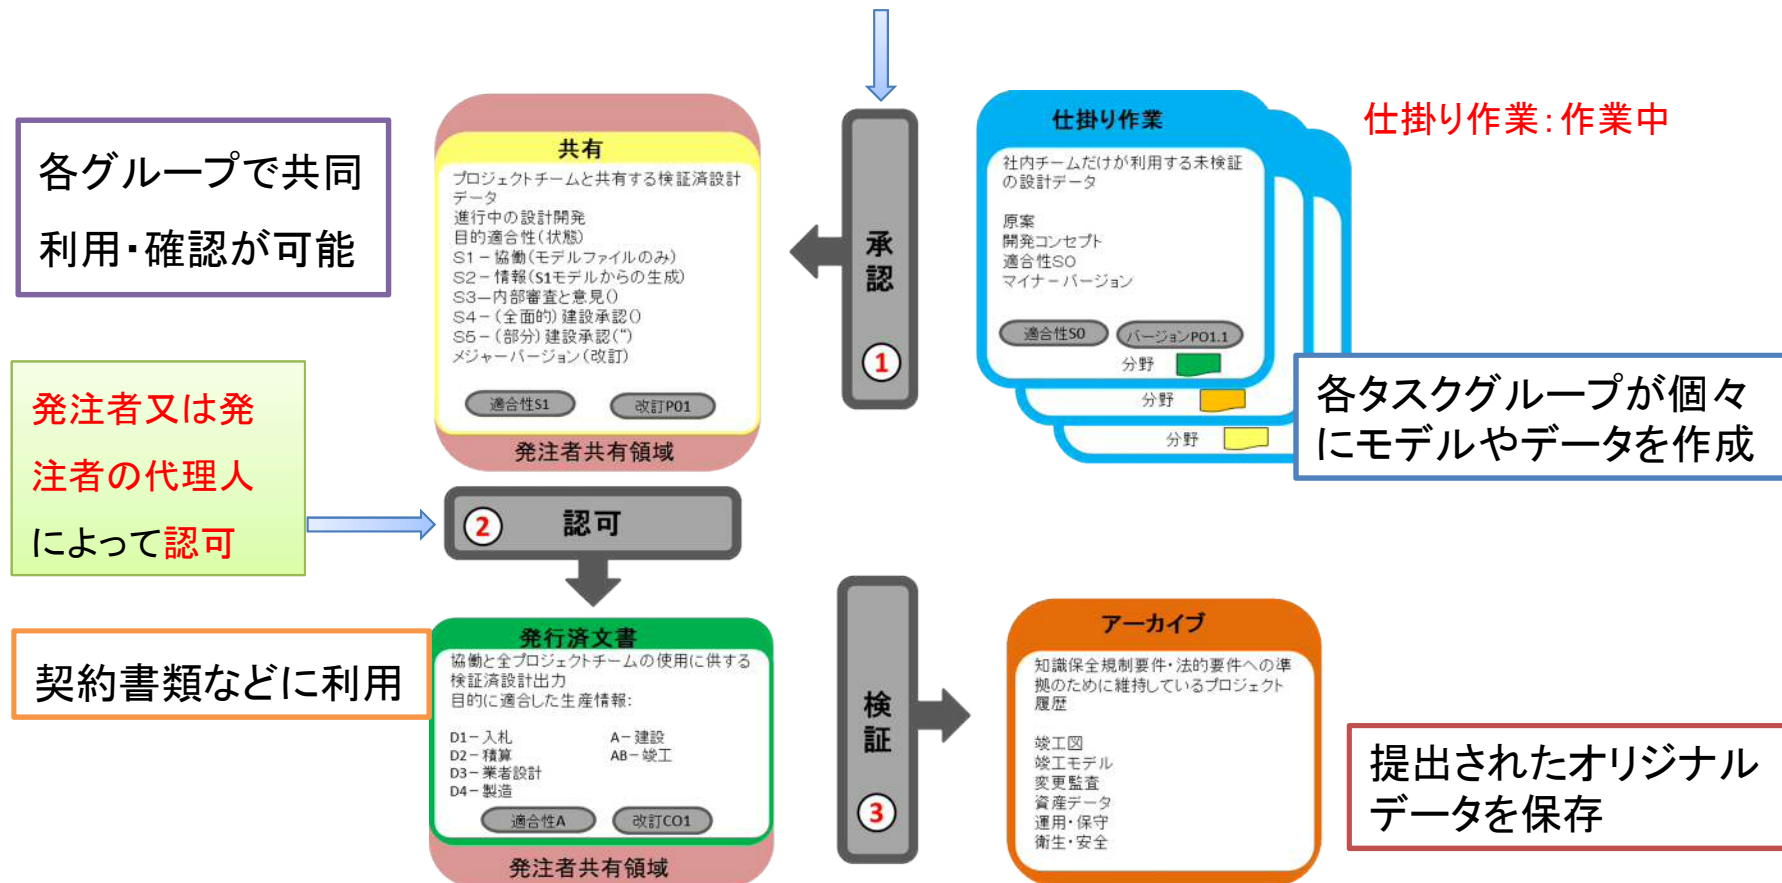 各グループで共同
利用・確認が可能
共有
プロジェクトチームと共有する検証済設計
データ
進行中の設計開発
目的適合性(状態)
S1－協働(モデルファイルのみ)
S2－情報(S1モデルからの生成)
S3―内部審査と意見()
S4－(全面的)建設承認()
S5－(部分)建設承認(")
メジャーバージョン(改訂)
適合性S1
改訂P01
発注者共有領域
承認
①
仕掛り作業
社内チームだけが利用する未検証
の設計データ
原案
開発コンセプト
適合性SO
マイナーバージョン
適合性S0
バージョンPO1.1
分野
分野
分野
仕掛り作業:作業中
各タスクグループが個々
にモデルやデータを作成
発注者又は発
注者の代理人
によって認可
② 認可
契約書類などに利用
発行済文書
協働と全プロジェクトチームの使用に供する
検証済設計出力
目的に適合した生産情報:
D1－入札 A－建設
D2－積算 AB－竣工
D3－業者設計
D4－製造
適合性A
改訂CO1
発注者共有領域
検証
③
アーカイブ
知識保全規制要件・法的要件への準
拠のために維持しているプロジェクト
履歴
竣工図
竣工モデル
変更監査
資産データ
運用・保守
衛生・安全
提出されたオリジナル
データを保存